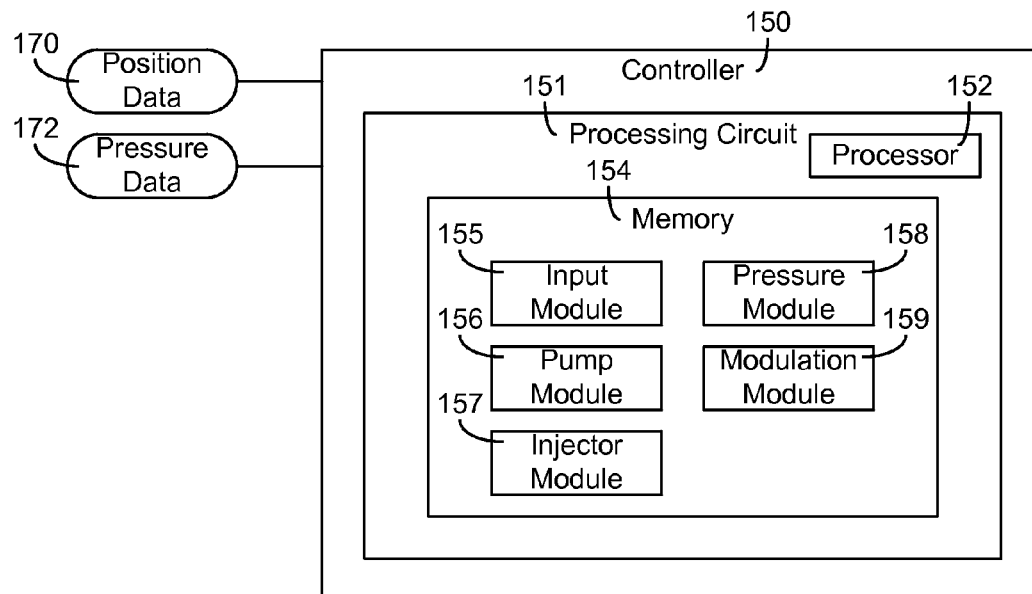 150
170
Position
Data
Controller
152
151
172
Processing Circuit
Pressure
Data
Processor
154
Memory
155
158
Input
Module
Pressure
Module
156
159
Pump
Module
Modulation
Module
157
Injector
Module